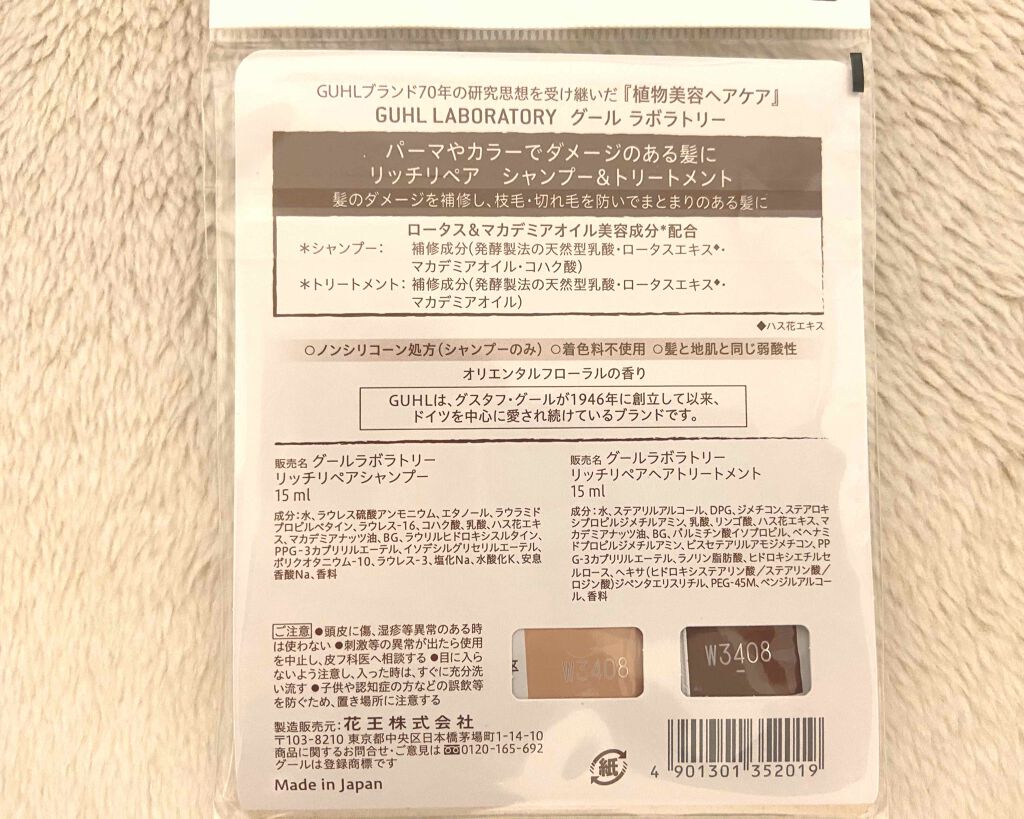 GUHLブランド70年の研究思想を受け継いだ『植物美容ヘアケア』
GUHL LABORATORY グール ラボラトリー
パーマやカラーでダメージのある髪に
リッチリペア シャンプー&トリートメント
髪のダメージを補修し、枝毛・切れ毛を防いでまとまりのある髪に
ロータス&マカデミアオイル美容成分*配合
*シャンプー: 補修成分(発酵製法の天然型乳酸・ロータスエキス◆・
マカデミアオイル・コハク酸)
*トリートメント: 補修成分(発酵製法の天然型乳酸・ロータスエキス◆・
マカデミアオイル)
◆ハス花エキス
○ノンシリコーン処方(シャンプーのみ) ○着色料不使用 ○髪と地肌と同じ弱酸性
オリエンタルフローラルの香り
GUHLは、グスタフ・グールが1946年に創立して以来、
ドイツを中心に愛され続けているブランドです。
販売名 グールラボラトリー
リッチリペアシャンプー
15 ml
成分:水、ラウレス硫酸アンモニウム、エタノール、ラウラミド
プロピルベタイン、ラウレス-16、コハク酸、乳酸、ハス花エキ
ス、マカデミアナッツ油、BG、ラウリルヒドロキシスルタイン、
PPG-3カプリリルエーテル、イソデシルグリセリルエーテル、
ポリクオタニウム-10、ラウレス-3、塩化Na、水酸化K、安息
香酸Na、香料
販売名 グールラボラトリー
リッチリペアヘアトリートメント
15 ml
成分:水、ステアリルアルコール、DPG、ジメチコン、ステアロキ
シプロピルジメチルアミン、乳酸、リンゴ酸、ハス花エキス、マカ
デミアナッツ油、BG、パルミチン酸イソプロピル、ベヘナミ
ドプロピルジメチルアミン、ビスセテアリルアモジメチコン、PP
G-3カプリリルエーテル、ラノリン脂肪酸、ヒドロキシエチルセ
ルロース、ヘキサ(ヒドロキシステアリン酸/ステアリン酸/
ロジン酸)ジペンタエリスリチル、PEG-45M、ベンジルアルコー
ル、香料
ご注意 ●頭皮に傷、湿疹等異常のある時
は使わない ●刺激等の異常が出たら使用
を中止し、皮フ科医へ相談する ●目に入ら
ないよう注意し、入った時は、すぐに充分洗
い流す ●子供や認知症の方などの誤飲等
を防ぐため、置き場所に注意する
W3408
W3408
製造販売元: 花王株式会社
〒103-8210 東京都中央区日本橋茅場町1-14-10
商品に関するお問合せ・ご意見は 0120-165-692
グールは登録商標です
Made in Japan
紙
4 901301 352019